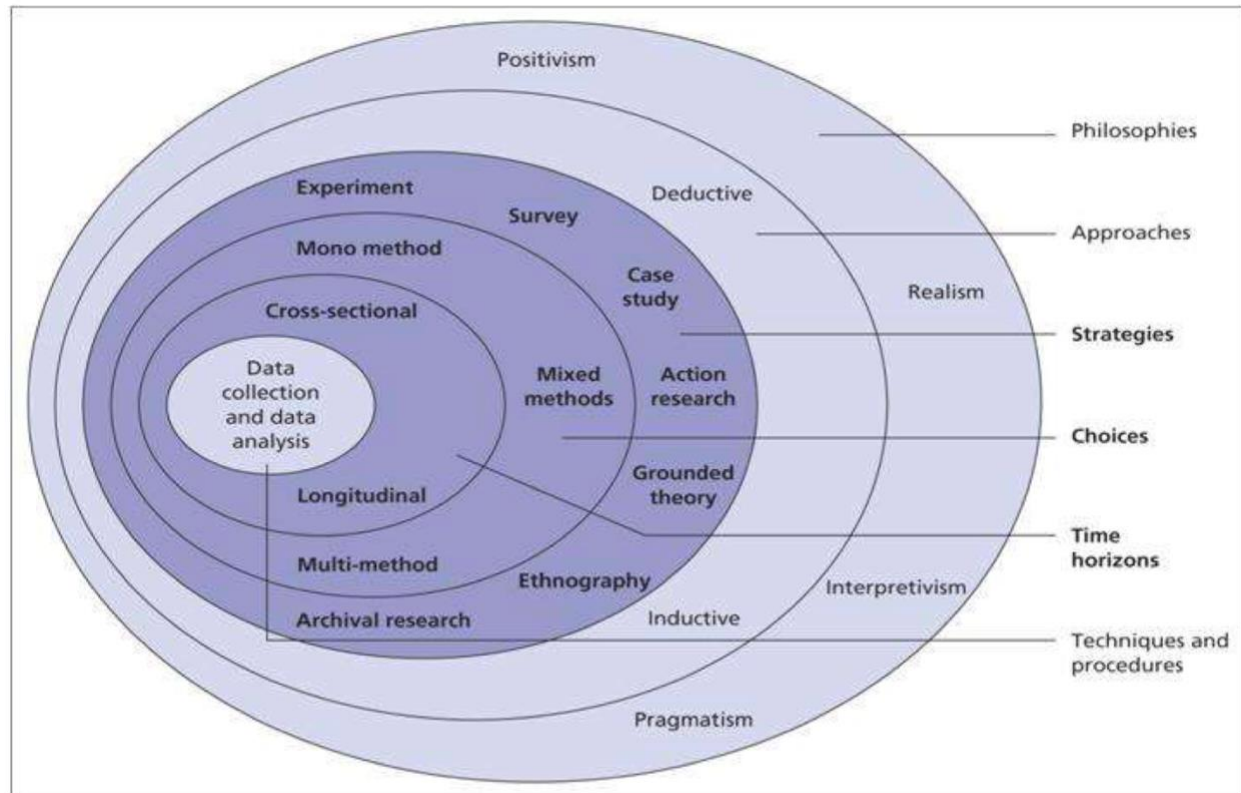 Positivism
Philosophies
Experiment
Deductive
Survey
Approaches
Mono method
Case
study
Realism
Cross-sectional
Strategies
Data
collection
and data
analysis
Mixed
methods
Action
research
Choices
Grounded
theory
Longitudinal
Time
horizons
Multi-method
Ethnography
Interpretivism
Archival research
Inductive
Techniques and
procedures
Pragmatism